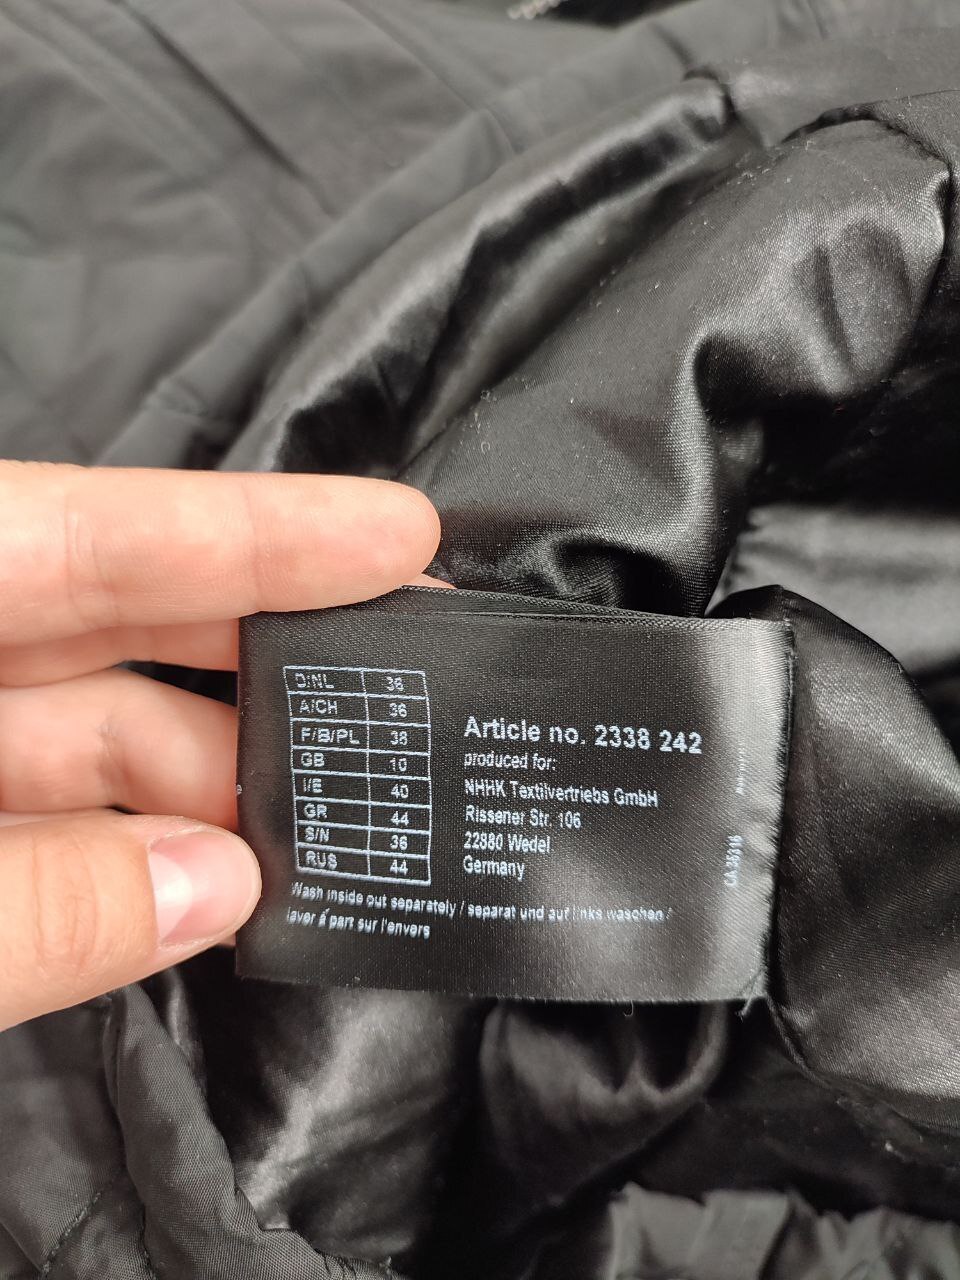 D/NL 36
A/CH 36
F/B/PL 38
GB 10
I/E 40
GR 44
S/N 36
RUS 44
Article no. 2338 242
produced for:
NHHK Textilvertriebs GmbH
Rissener Str. 106
22880 Wedel
Germany
Wash inside out separately / separat und auf links waschen /
laver à part sur l'envers